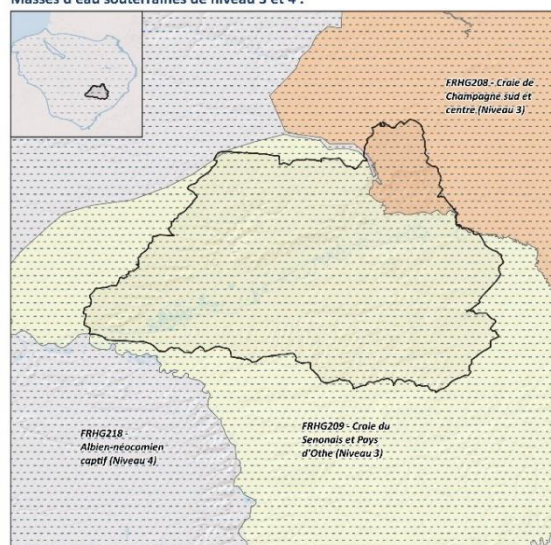 Masses d'eau souterraines de niveau 3 et 4 :
FRHG208 - Craie de
Champagne sud et
centre (Niveau 3)
FRHG218 -
Albien-néocomien
captif (Niveau 4)
FRHG209 - Craie du
Senonais et Pays
d'Othe (Niveau 3)